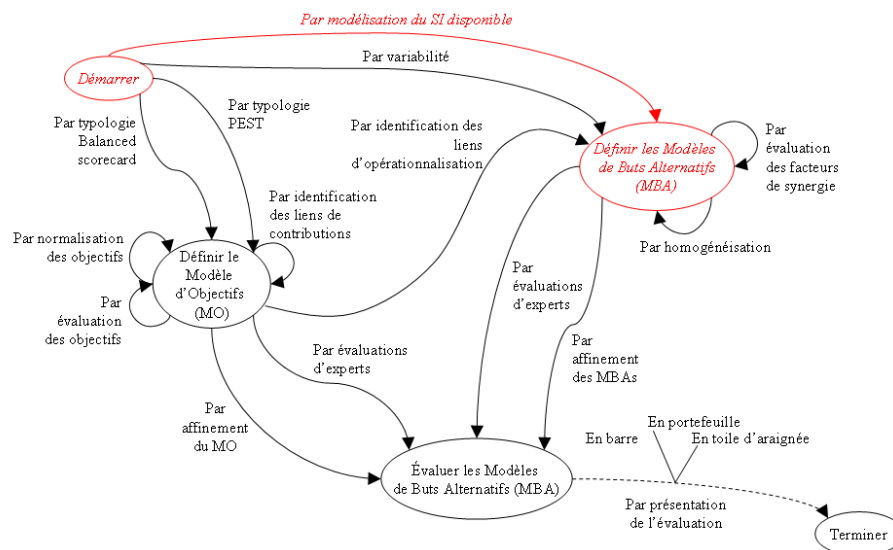 Par modélisation du SI disponible
Par variabilité
Démarrer
Par typologie
PEST
Par typologie
Balanced
scorecard
Par identification des
liens
d'opérationnalisation
Définir les Modèles
de Buts Alternatifs
(MBA)
Par
évaluation
des facteurs
de synergie
Par identification
des liens de
contributions
Par homogénéisation
Par normalisation
des objectifs
Définir le
Modèle
d'Objectifs
(MO)
Par
évaluation
des objectifs
Par
évaluations
d'experts
Par évaluations
d'experts
Par
affinement
des MBAs
Par
affinement
du MO
En portefeuille
En barre
En toile d'araignée
Évaluer les Modèles
de Buts Alternatifs (MBA)
Par présentation
de l'évaluation
Terminer